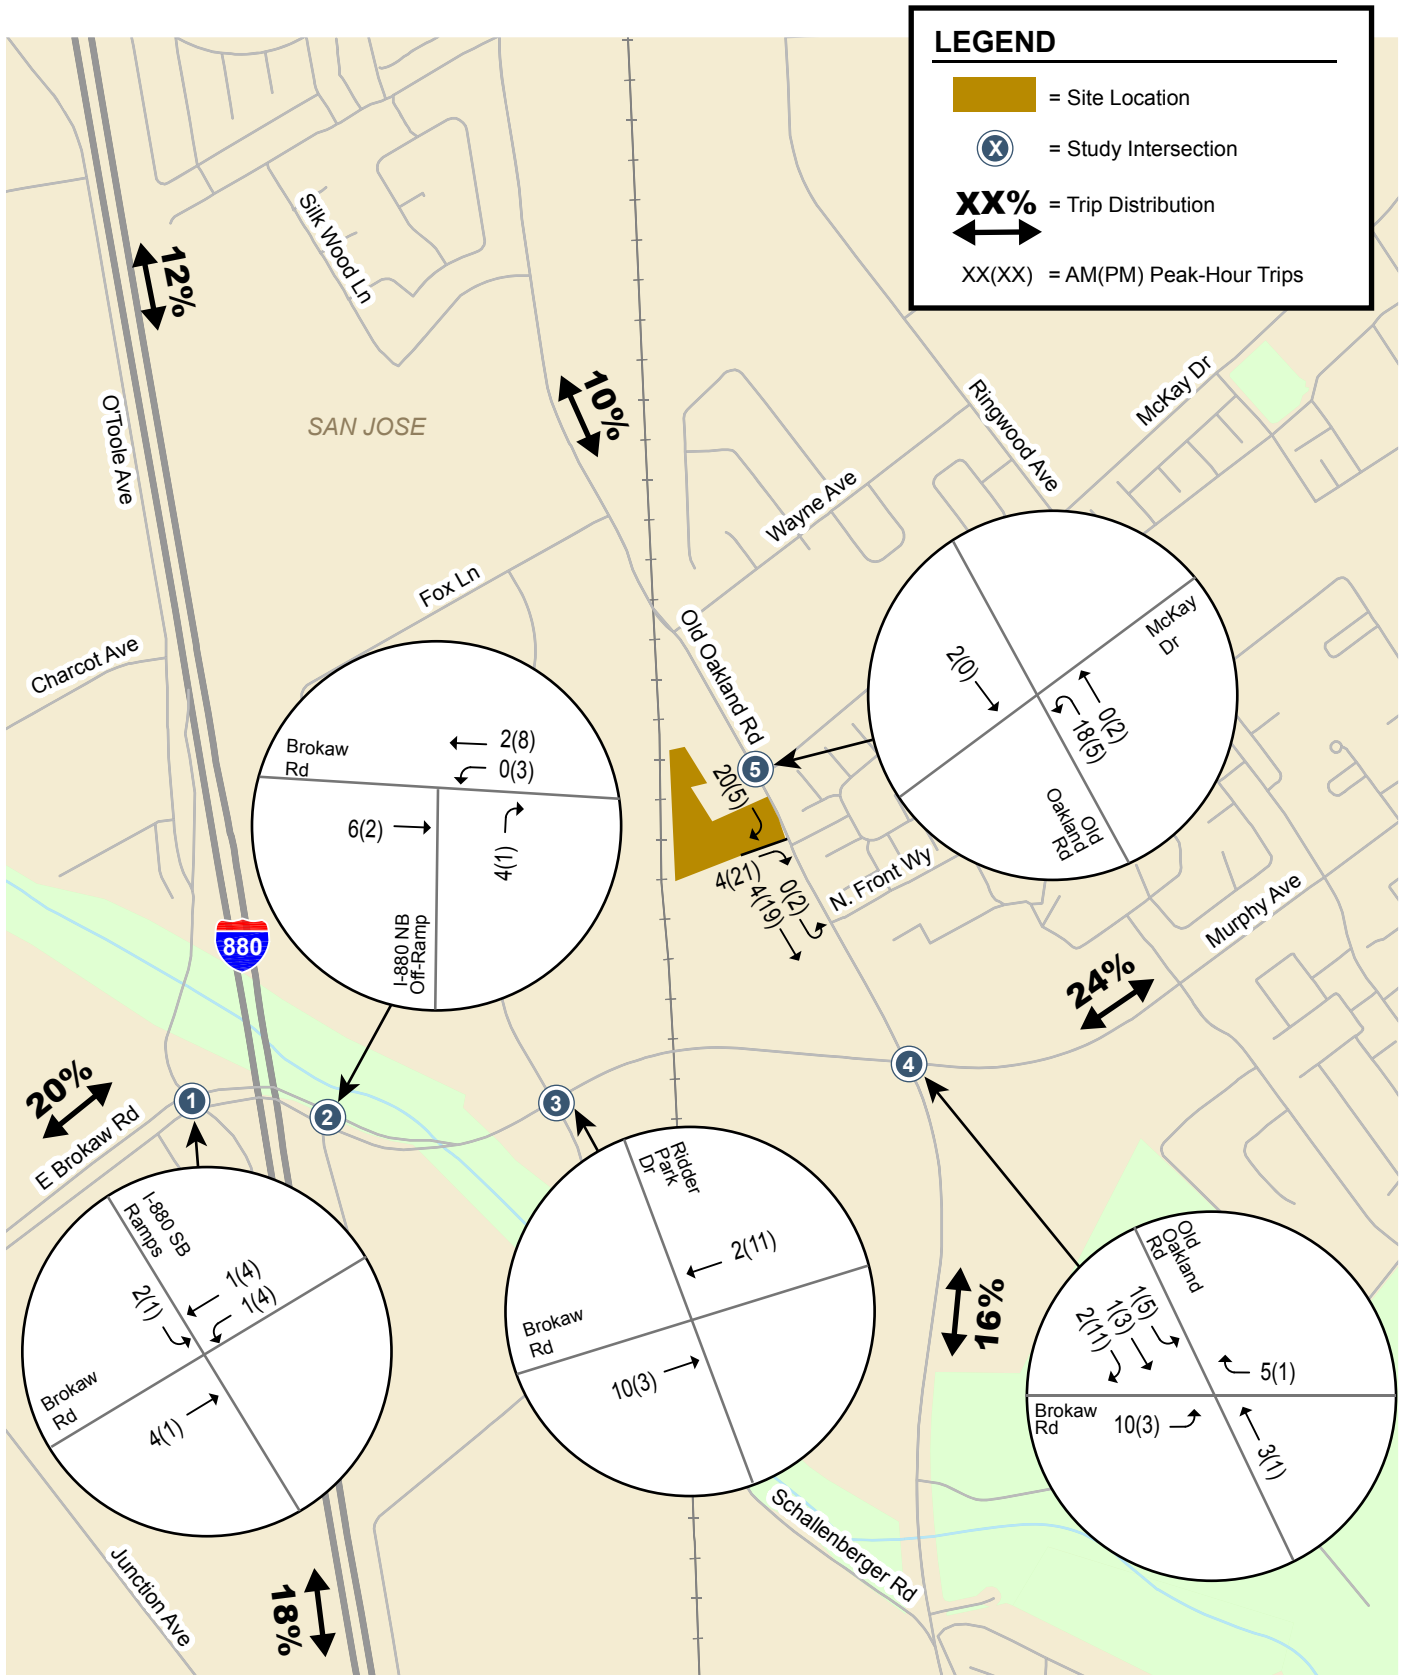 LEGEND
= Site Location
X
= Study Intersection
XX%
= Trip Distribution
XX(XX)
= AM(PM) Peak-Hour Trips
12%
Silk Wood Ln
10%
SAN JOSE
O'Toole Ave
Ringwood Ave
McKay Dr
Wayne Ave
Fox Ln
Old Oakland Rd
Charcot Ave
McKay
Dr
2(0)
0(2)
18(5)
Old
Oakland
Rd
5
Brokaw
Rd
2(8)
0(3)
6(2)
4(1)
I-880 NB
Off-Ramp
20(5)
4(21)
0(2)
4(19)
N. Front Wy
Murphy Ave
880
24%
20%
E Brokaw Rd
1
2
3
4
I-880 SB
Ramps
2(1)
1(4)
1(4)
Brokaw
Rd
4(1)
Ridder
Park
Dr
2(11)
Brokaw
Rd
10(3)
16%
Old
Oakland
Rd
1(5)
1(3)
2(11)
5(1)
Brokaw
Rd
10(3)
3(1)
Schallenberger Rd
Junction Ave
18%